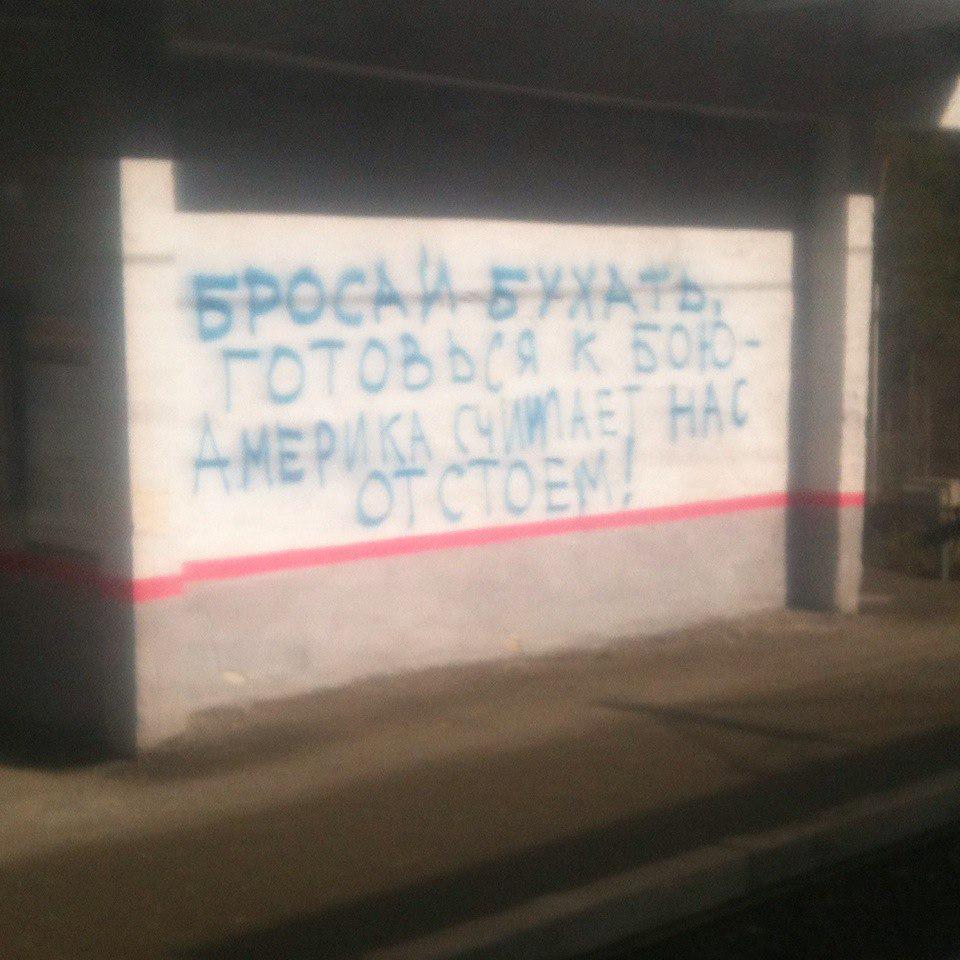 БРОСАЙ БУХАТЬ,
ГОТОВЬСЯ К БОЮ-
АМЕРИКА СЧИТАЕТ НАС
ОТСТОЕМ!